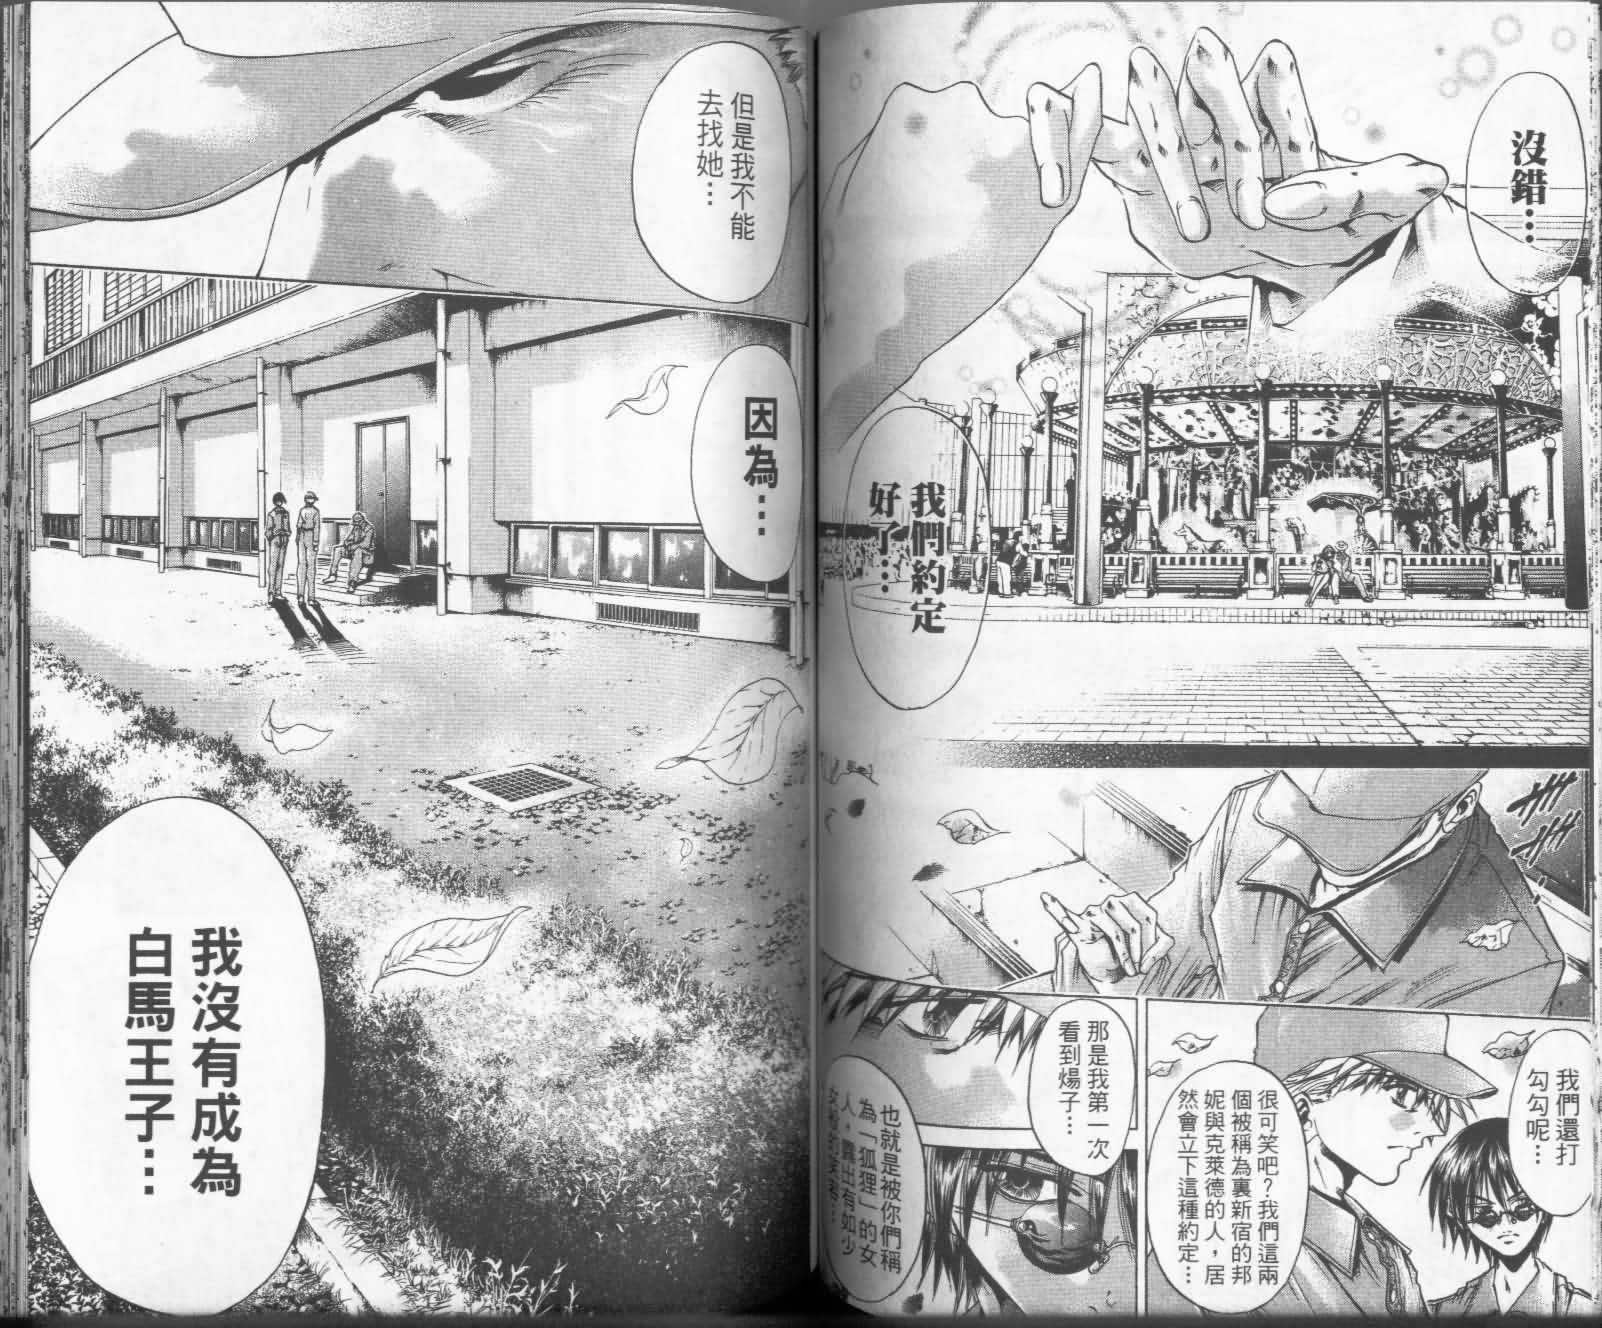 沒錯…
我們約定
好了…
我們還打
勾勾呢…
很可笑吧?我們這兩
個被稱為裏新宿的邦
妮與克萊德的人，居
然會立下這種約定…
那是我第一次
看到煬子…
也就是被你們稱
為「狐狸」的女
人，露出有如少
女般的笑容…
但是我不能
去找她…
因為…
我沒有成為
白馬王子…